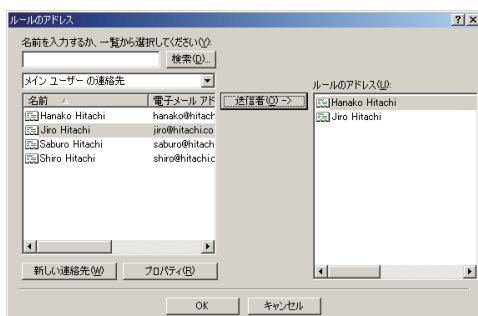 ルールのアドレス
名前を入力するか、一覧から選択してください(Y):
検索(D)...
メイン ユーザー の連絡先
ルールのアドレス(U):
名前 電子メール アド
送信者(O) ->
Hanako Hitachi hanako@hitach
Jiro Hitachi jiro@hitachi.co
Saburo Hitachi saburo@hitach
Shiro Hitachi shiro@hitachi.c
Hanako Hitachi
Jiro Hitachi
新しい連絡先(W) プロパティ(R)
OK キャンセル